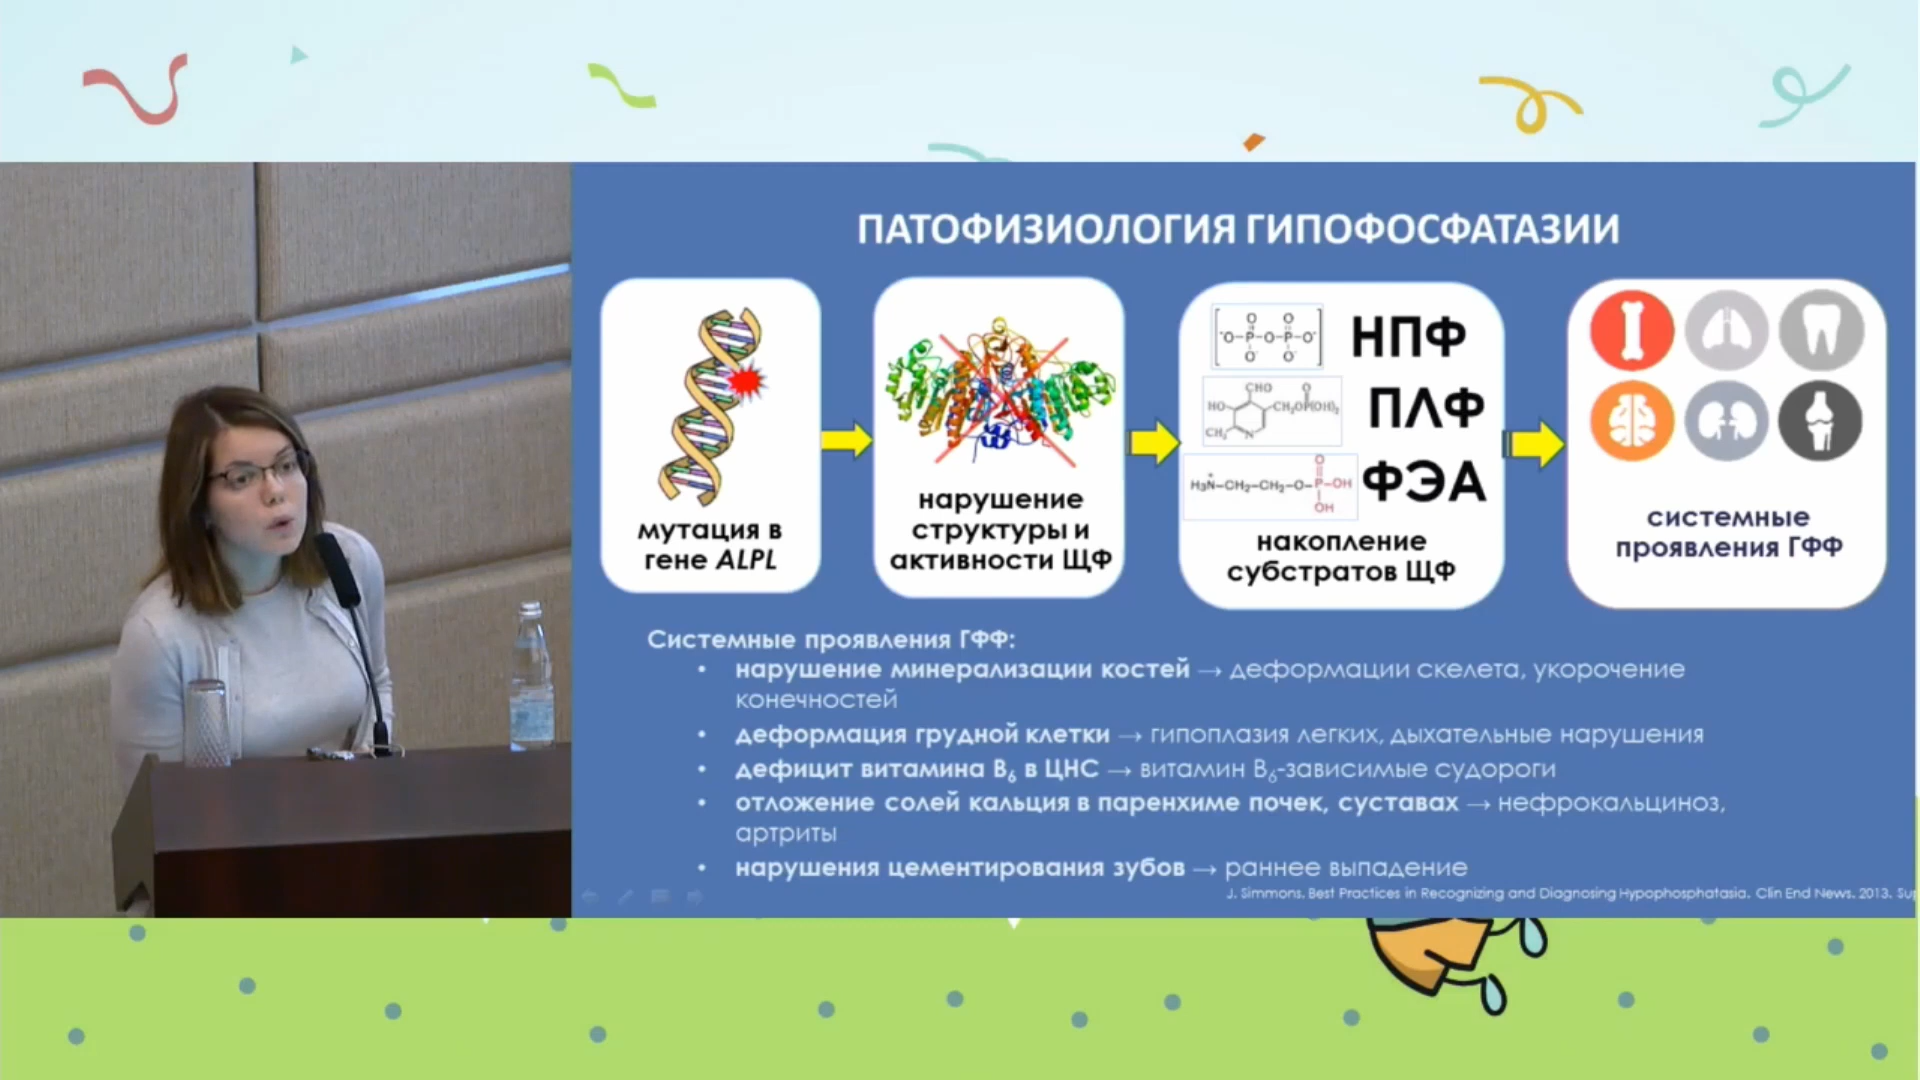 ПАТОФИЗИОЛОГИЯ ГИПОФОСФАТАЗИИ
мутация в
гене ALPL
нарушение
структуры и
активности ЩФ
НПФ
ПЛФ
ФЭА
накопление
субстратов ЩФ
системные
проявления ГФФ
Системные проявления ГФФ:
• нарушение минерализации костей → деформации скелета, укорочение
конечностей
• деформация грудной клетки → гипоплазия легких, дыхательные нарушения
• дефицит витамина B₆ в ЦНС → витамин B₆-зависимые судороги
• отложение солей кальция в паренхиме почек, суставах → нефрокальциноз,
артриты
• нарушения цементирования зубов → раннее выпадение
J. Simmons. Best Practices in Recognizing and Diagnosing Hypophosphatasia. Clin End News. 2013. Su